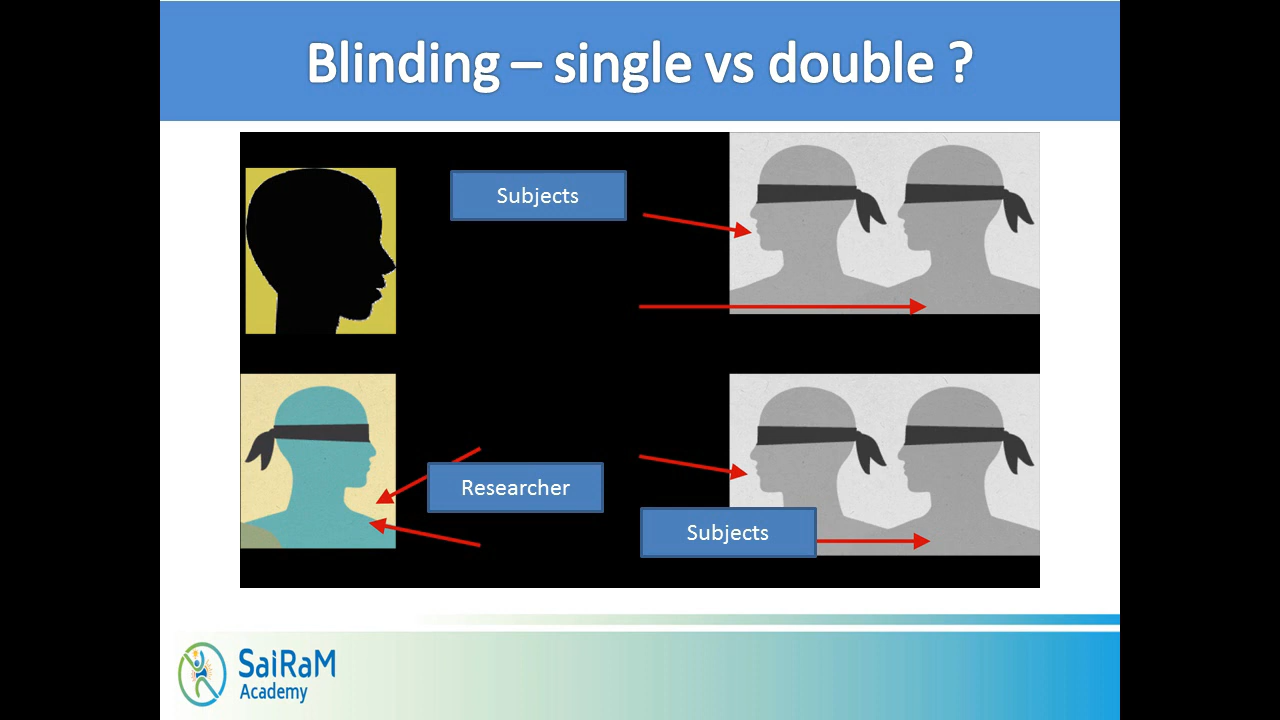 Blinding – single vs double ?
Subjects
Researcher
Subjects
SaiRaM
Academy